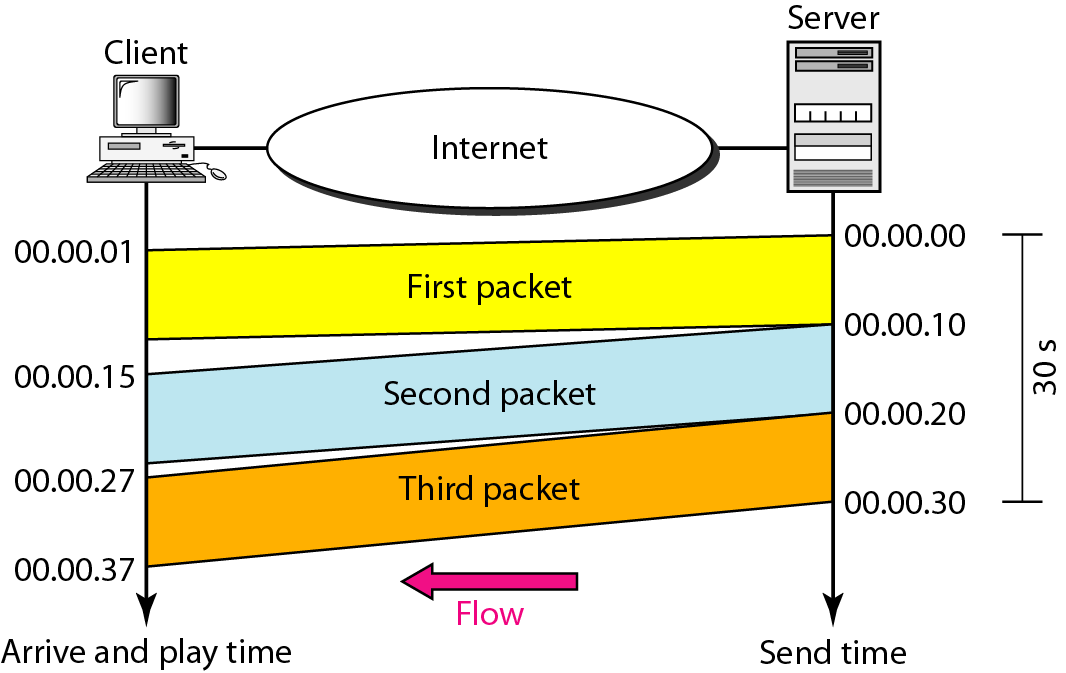 Server
Client
Internet
00.00.01
00.00.00
First packet
00.00.10
00.00.15
30 s
Second packet
00.00.20
00.00.27
Third packet
00.00.30
00.00.37
Flow
Arrive and play time
Send time